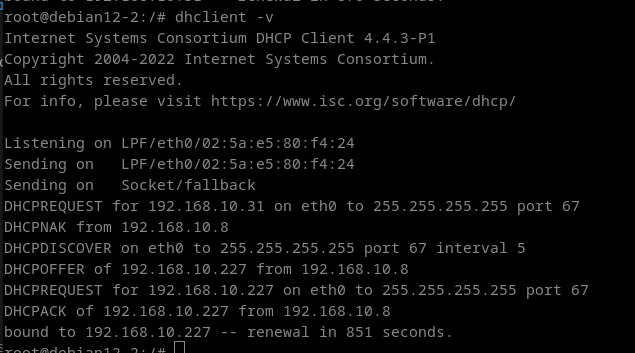 root@debian12-2:/# dhclient -v
Internet Systems Consortium DHCP Client 4.4.3-P1
Copyright 2004-2022 Internet Systems Consortium.
All rights reserved.
For info, please visit https://www.isc.org/software/dhcp/
Listening on LPF/eth0/02:5a:e5:80:f4:24
Sending on   LPF/eth0/02:5a:e5:80:f4:24
Sending on   Socket/fallback
DHCPREQUEST for 192.168.10.31 on eth0 to 255.255.255.255 port 67
DHCPNAK from 192.168.10.8
DHCPDISCOVER on eth0 to 255.255.255.255 port 67 interval 5
DHCPOFFER of 192.168.10.227 from 192.168.10.8
DHCPREQUEST for 192.168.10.227 on eth0 to 255.255.255.255 port 67
DHCPACK of 192.168.10.227 from 192.168.10.8
bound to 192.168.10.227 -- renewal in 851 seconds.
root@debian12-2:/#